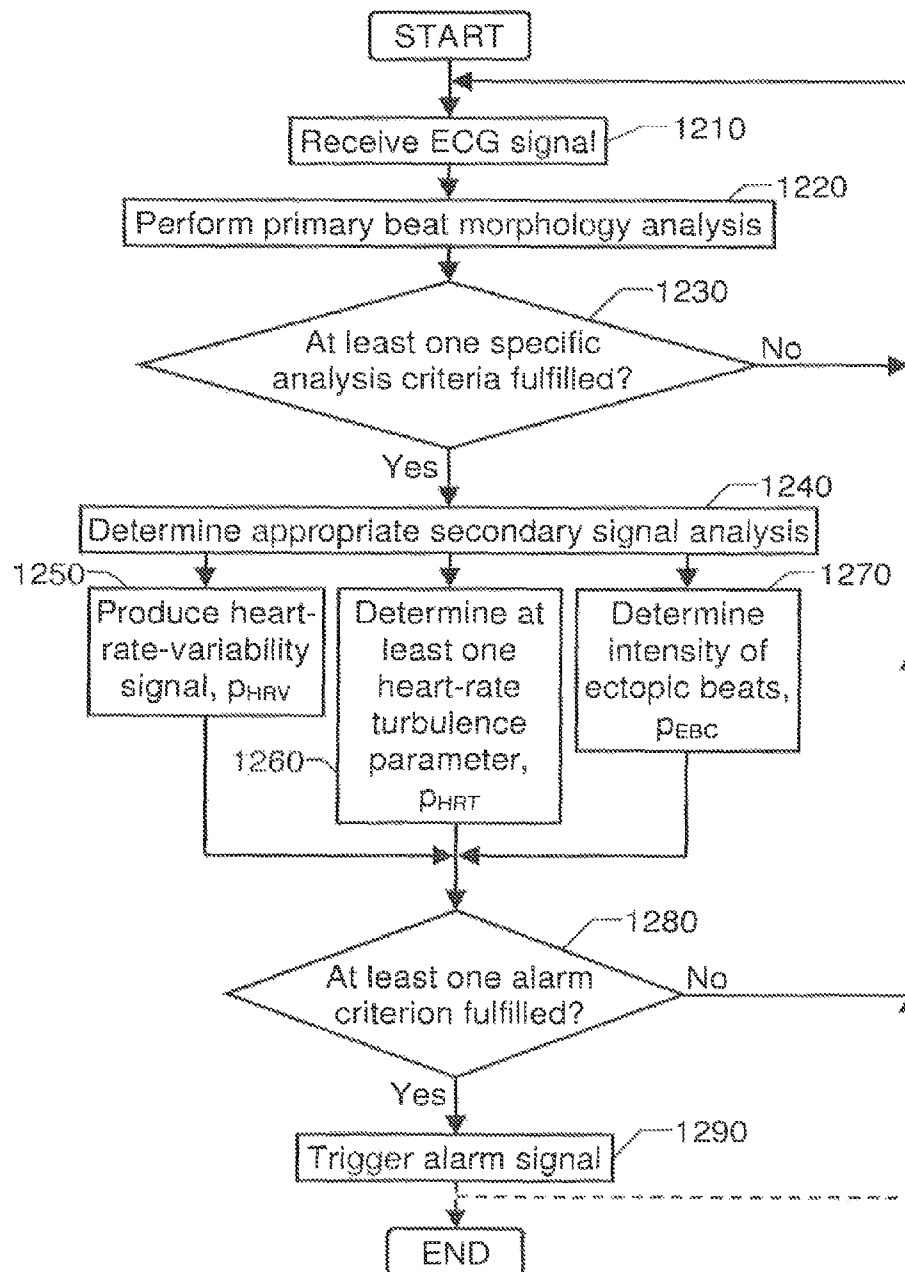 START
Receive ECG signal
1210
1220
Perform primary beat morphology analysis
1230
At least one specific
analysis criteria fulfilled?
No
Yes
1240
Determine appropriate secondary signal analysis
1250
Produce heart-
rate-variability
signal, pHRV
Determine at
least one
heart-rate
turbulence
parameter,
pHRT
1260
1270
Determine
intensity of
ectopic beats,
pEBC
1280
At least one alarm
criterion fulfilled?
No
Yes
1290
Trigger alarm signal
END